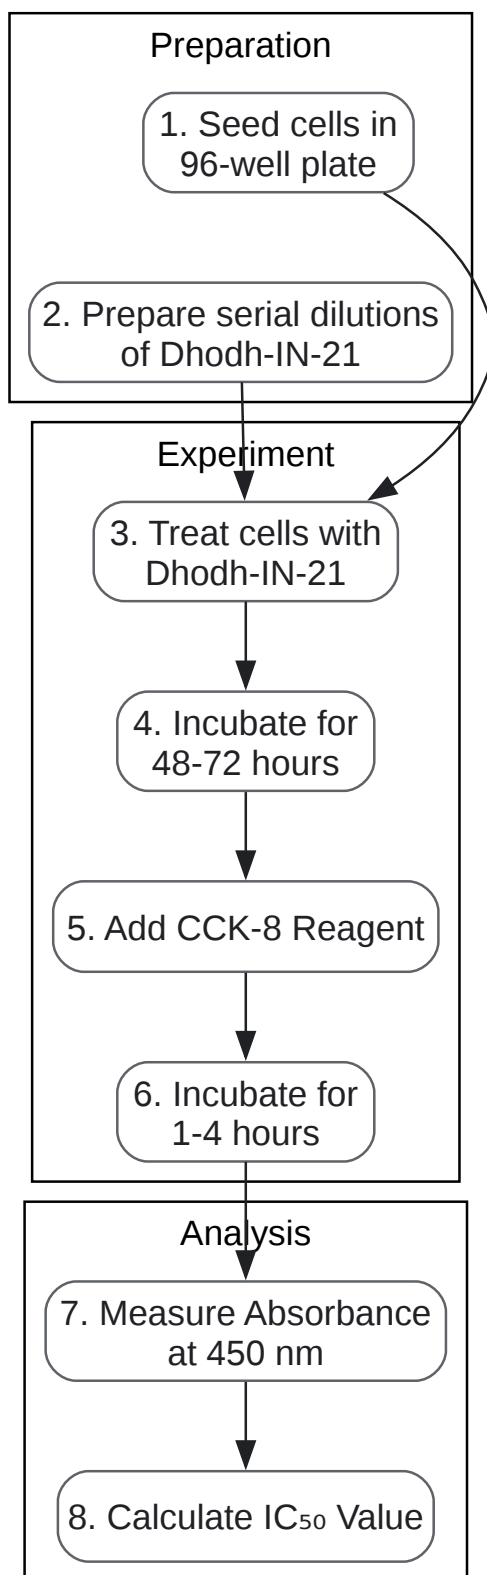 Preparation
1. Seed cells in
96-well plate
2. Prepare serial dilutions
of Dhodh-IN-21
Experiment
3. Treat cells with
Dhodh-IN-21
4. Incubate for
48-72 hours
5. Add CCK-8 Reagent
6. Incubate for
1-4 hours
Analysis
7. Measure Absorbance
at 450 nm
8. Calculate IC₅₀ Value